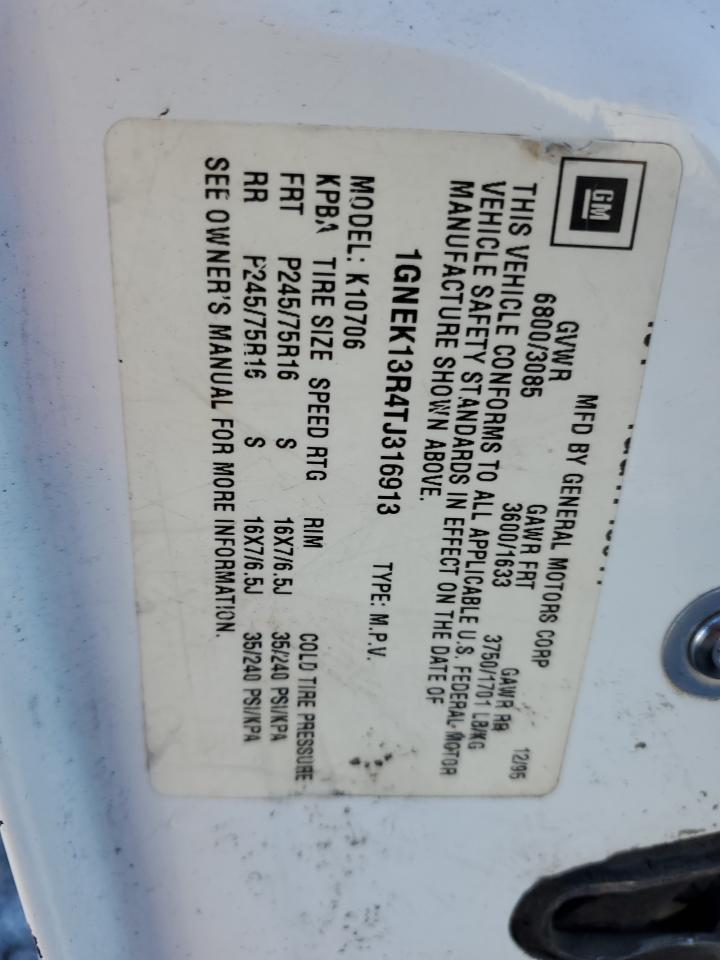 GM
MFD BY GENERAL MOTORS CORP 12/95
GVWR GAWR FRT GAWR RR
6800/3085 3600/1633 3750/1701 LB/KG
THIS VEHICLE CONFORMS TO ALL APPLICABLE U.S. FEDERAL MOTOR
VEHICLE SAFETY STANDARDS IN EFFECT ON THE DATE OF
MANUFACTURE SHOWN ABOVE.
1GNEK13R4TJ316913 TYPE: M.P.V.
MODEL: K10706
KPBA TIRE SIZE SPEED RTG RIM COLD TIRE PRESSURE
FRT P245/75R16 S 16X7/6.5J 35/240 PSI/KPA
RR P245/75R16 S 16X7/6.5J 35/240 PSI/KPA
SEE OWNER'S MANUAL FOR MORE INFORMATION.